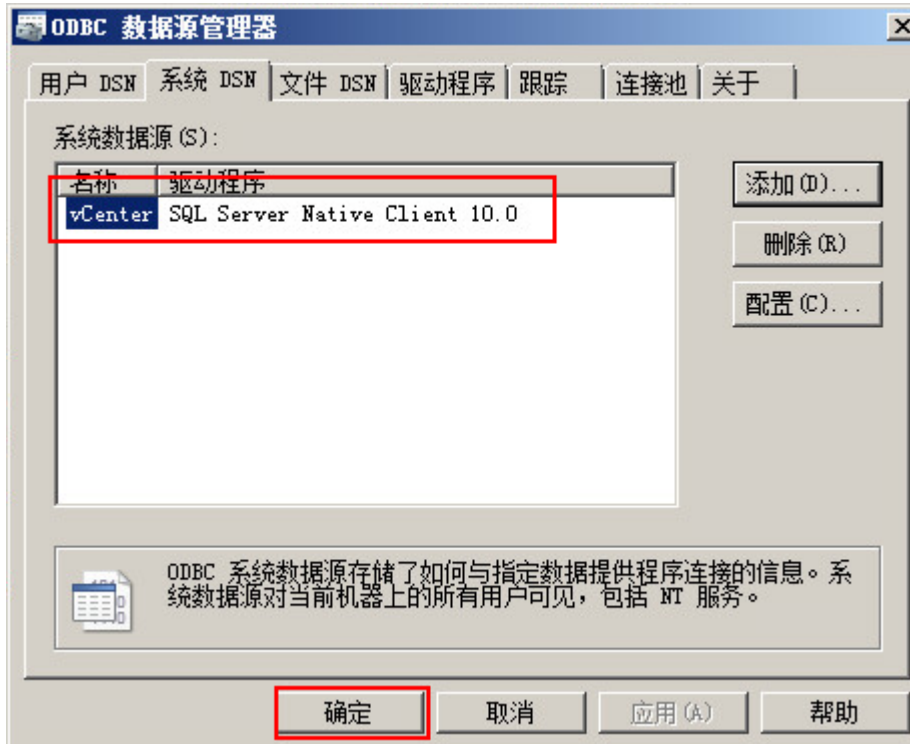 ODBC 数据源管理器
用户 DSN 系统 DSN 文件 DSN 驱动程序 跟踪 连接池 关于
系统数据源(S):
名称 驱动程序
vCenter SQL Server Native Client 10.0
添加(D)...
删除(R)
配置(C)...
ODBC 系统数据源存储了如何与指定数据提供程序连接的信息。系
统数据源对当前机器上的所有用户可见，包括 NT 服务。
确定 取消 应用(A) 帮助